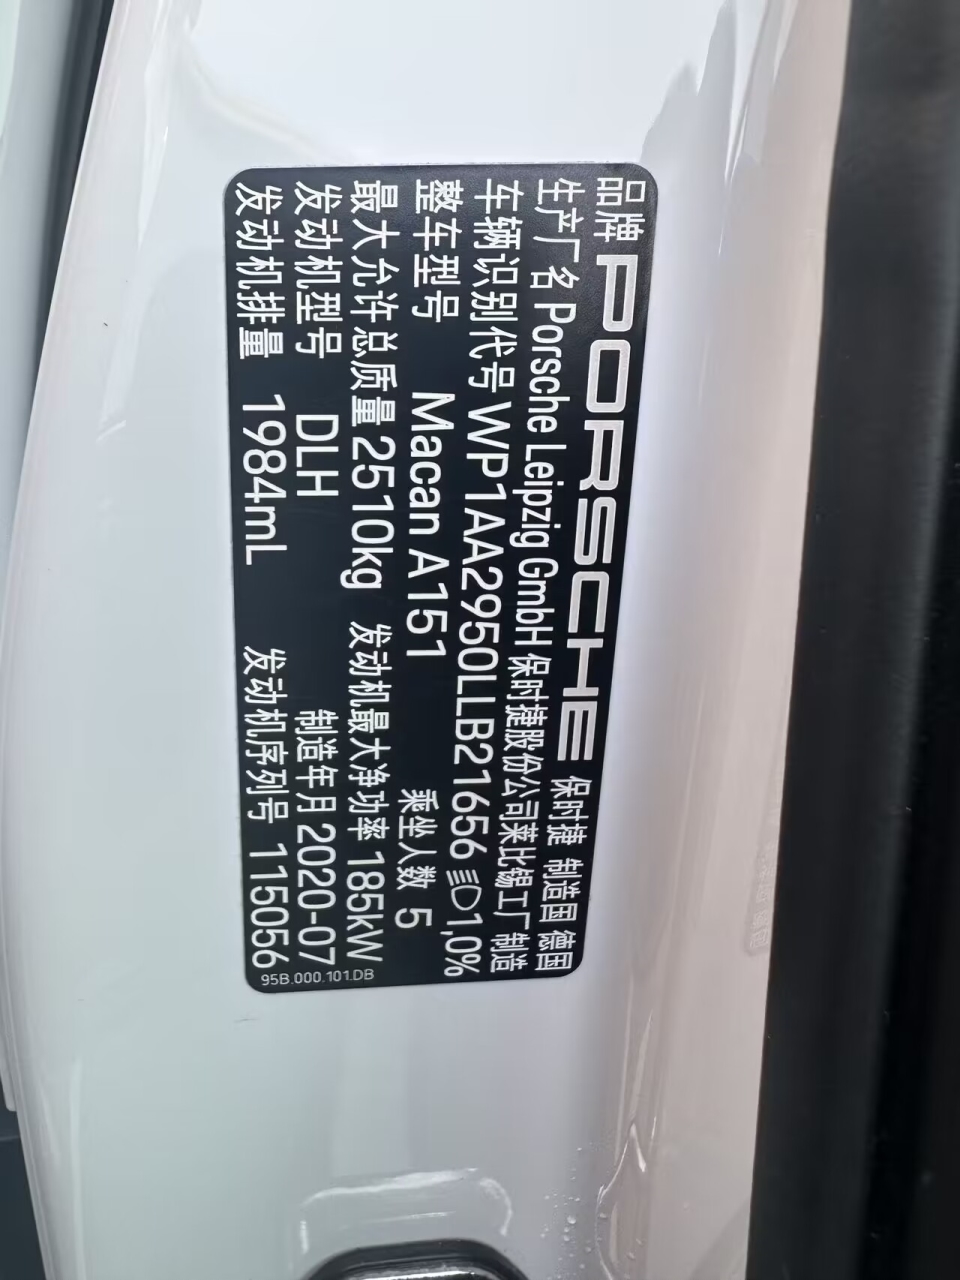 品牌 PORSCHE 保时捷 制造国 德国
生产厂名 Porsche Leipzig GmbH 保时捷股份公司莱比锡工厂制造
车辆识别代号 WP1AA2950LLB21656 1,0%
整车型号 Macan A151 乘坐人数 5
最大允许总质量 2510kg 发动机最大净功率 185kW
发动机型号 DLH 制造年月 2020-07
发动机排量 1984mL 发动机序列号 115056
95B.000.101.DB